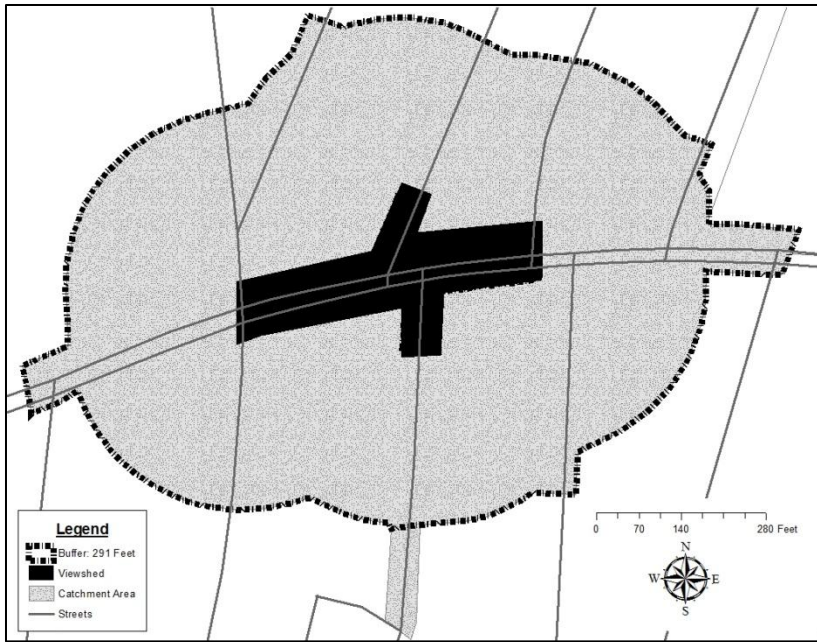 Legend
Buffer: 291 Feet
Viewshed
Catchment Area
Streets
0 70 140 280 Feet
N
W E
S